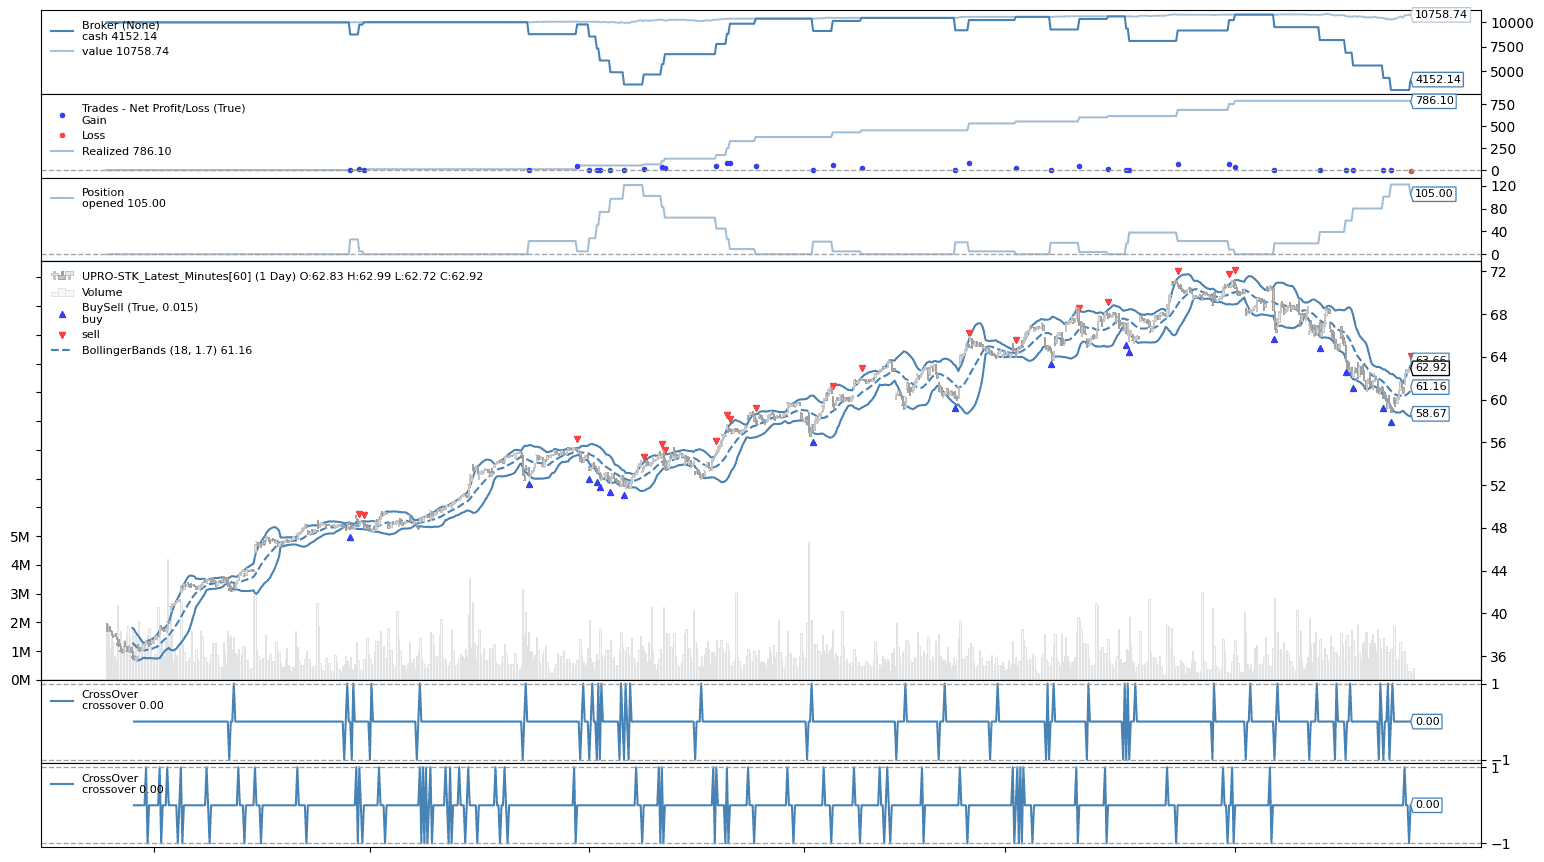 Broker (None)
cash 4152.14
value 10758.74
10758.74
10000
7500
5000
4152.14
Trades - Net Profit/Loss (True)
Gain
Loss
Realized 786.10
786.10
750
500
250
0
Position
opened 105.00
120
105.00
80
40
0
UPRO-STK_Latest_Minutes[60] (1 Day) O:62.83 H:62.99 L:62.72 C:62.92
Volume
BuySell (True, 0.015)
buy
sell
BollingerBands (18, 1.7) 61.16
72
68
64
63.66
62.92
61.16
60
58.67
56
52
48
44
40
36
5M
4M
3M
2M
1M
0M
CrossOver
crossover 0.00
1
0.00
−1
CrossOver
crossover 0.00
1
0.00
−1